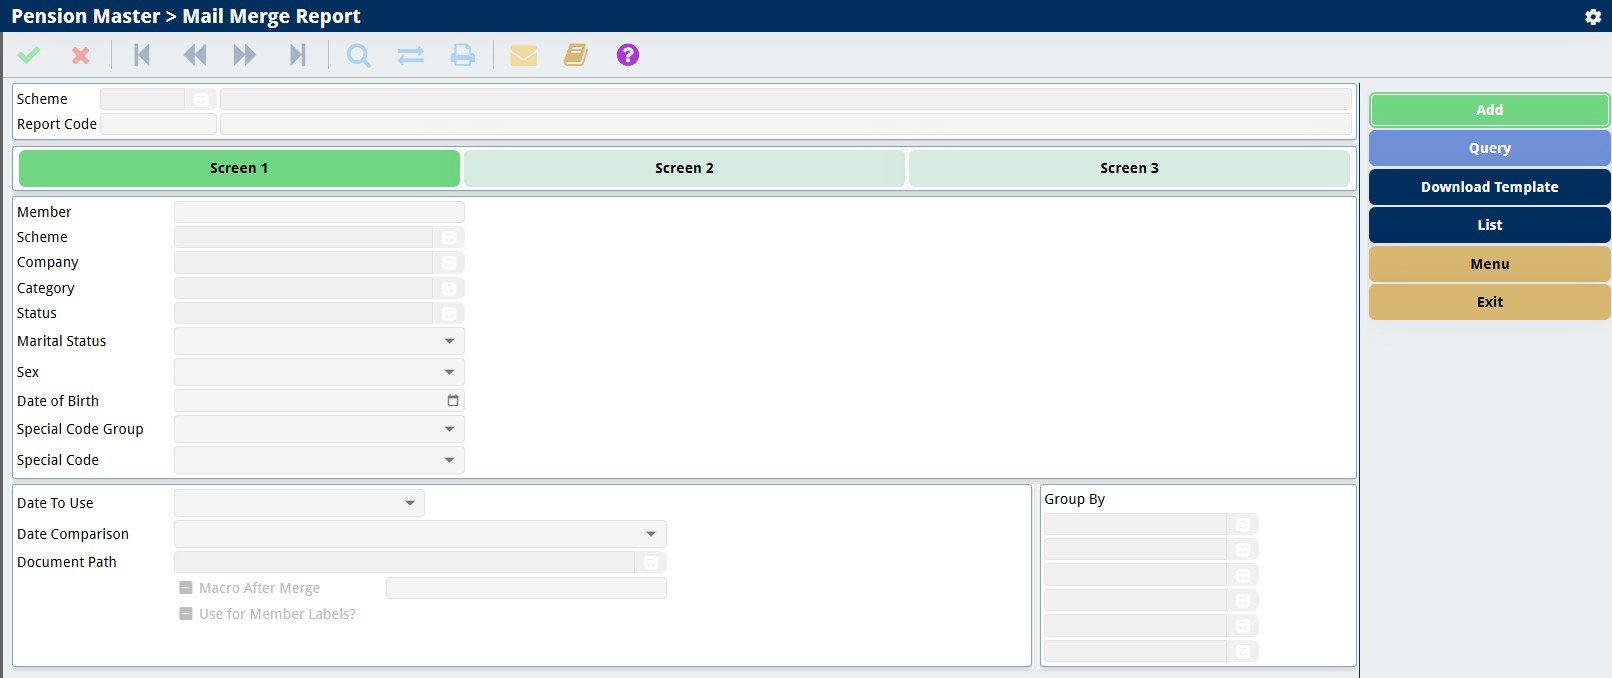 Pension Master > Mail Merge Report
?
Scheme
Report Code
Screen 1
Screen 2
Screen 3
Member
Scheme
Company
Category
Status
Marital Status
Sex
Date of Birth
Special Code Group
Special Code
Date To Use
Date Comparison
Document Path
Macro After Merge
Use for Member Labels?
Group By
Add
Query
Download Template
List
Menu
Exit